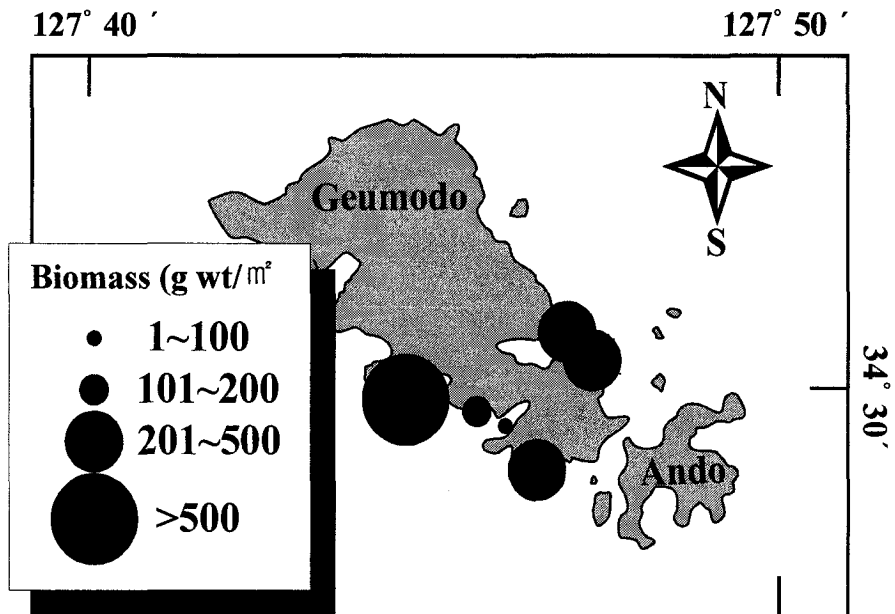 127° 40 ′
127° 50 ′
N
S
Geumodo
Biomass (g wt/㎡
1~100
101~200
201~500
>500
34° 30′
Ando